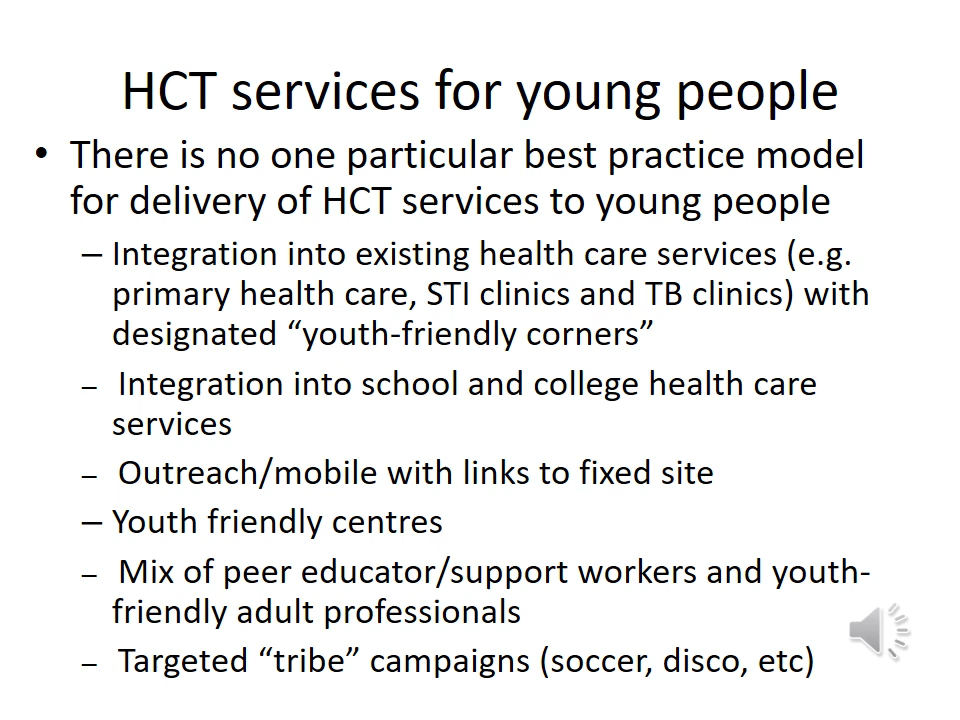 HCT services for young people
• There is no one particular best practice model
for delivery of HCT services to young people
– Integration into existing health care services (e.g.
primary health care, STI clinics and TB clinics) with
designated “youth-friendly corners”
– Integration into school and college health care
services
– Outreach/mobile with links to fixed site
– Youth friendly centres
– Mix of peer educator/support workers and youth-
friendly adult professionals
– Targeted “tribe” campaigns (soccer, disco, etc)